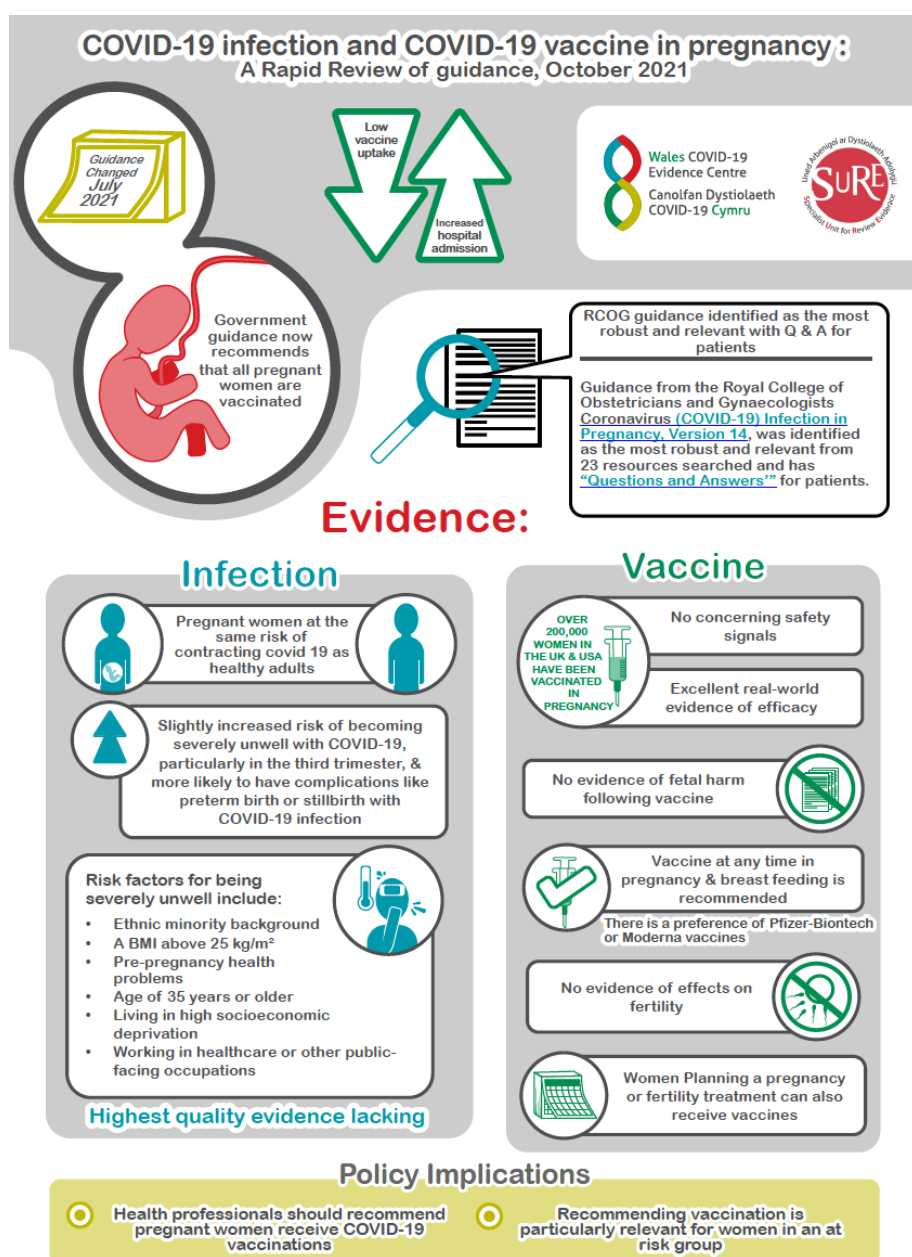 COVID-19 infection and COVID-19 vaccine in pregnancy :
A Rapid Review of guidance, October 2021
Guidance
Changed
July
2021
Low
vaccine
uptake
Increased
hospital
admission
Wales COVID-19
Evidence Centre
Canolfan Dystiolaeth
COVID-19 Cymru
Uned Arbenigol ar Dystiolaeth Adolygu
SURE
Specialist Unit for Review Evidence
Government
guidance now
recommends
that all pregnant
women are
vaccinated
RCOG guidance identified as the most
robust and relevant with Q & A for
patients
Guidance from the Royal College of
Obstetricians and Gynaecologists
Coronavirus (COVID-19) Infection in
Pregnancy, Version 14, was identified
as the most robust and relevant from
23 resources searched and has
“Questions and Answers’” for patients.
Evidence:
Infection
Pregnant women at the
same risk of
contracting covid 19 as
healthy adults
Slightly increased risk of becoming
severely unwell with COVID-19,
particularly in the third trimester, &
more likely to have complications like
preterm birth or stillbirth with
COVID-19 infection
Risk factors for being
severely unwell include:
• Ethnic minority background
• A BMI above 25 kg/m²
• Pre-pregnancy health
problems
• Age of 35 years or older
• Living in high socioeconomic
deprivation
• Working in healthcare or other public-
facing occupations
Highest quality evidence lacking
Vaccine
OVER
200,000
WOMEN IN
THE UK & USA
HAVE BEEN
VACCINATED
IN
PREGNANCY
No concerning safety
signals
Excellent real-world
evidence of efficacy
No evidence of fetal harm
following vaccine
Vaccine at any time in
pregnancy & breast feeding is
recommended
There is a preference of Pfizer-Biontech
or Moderna vaccines
No evidence of effects on
fertility
Women Planning a pregnancy
or fertility treatment can also
receive vaccines
Policy Implications
Health professionals should recommend
pregnant women receive COVID-19
vaccinations
Recommending vaccination is
particularly relevant for women in an at
risk group